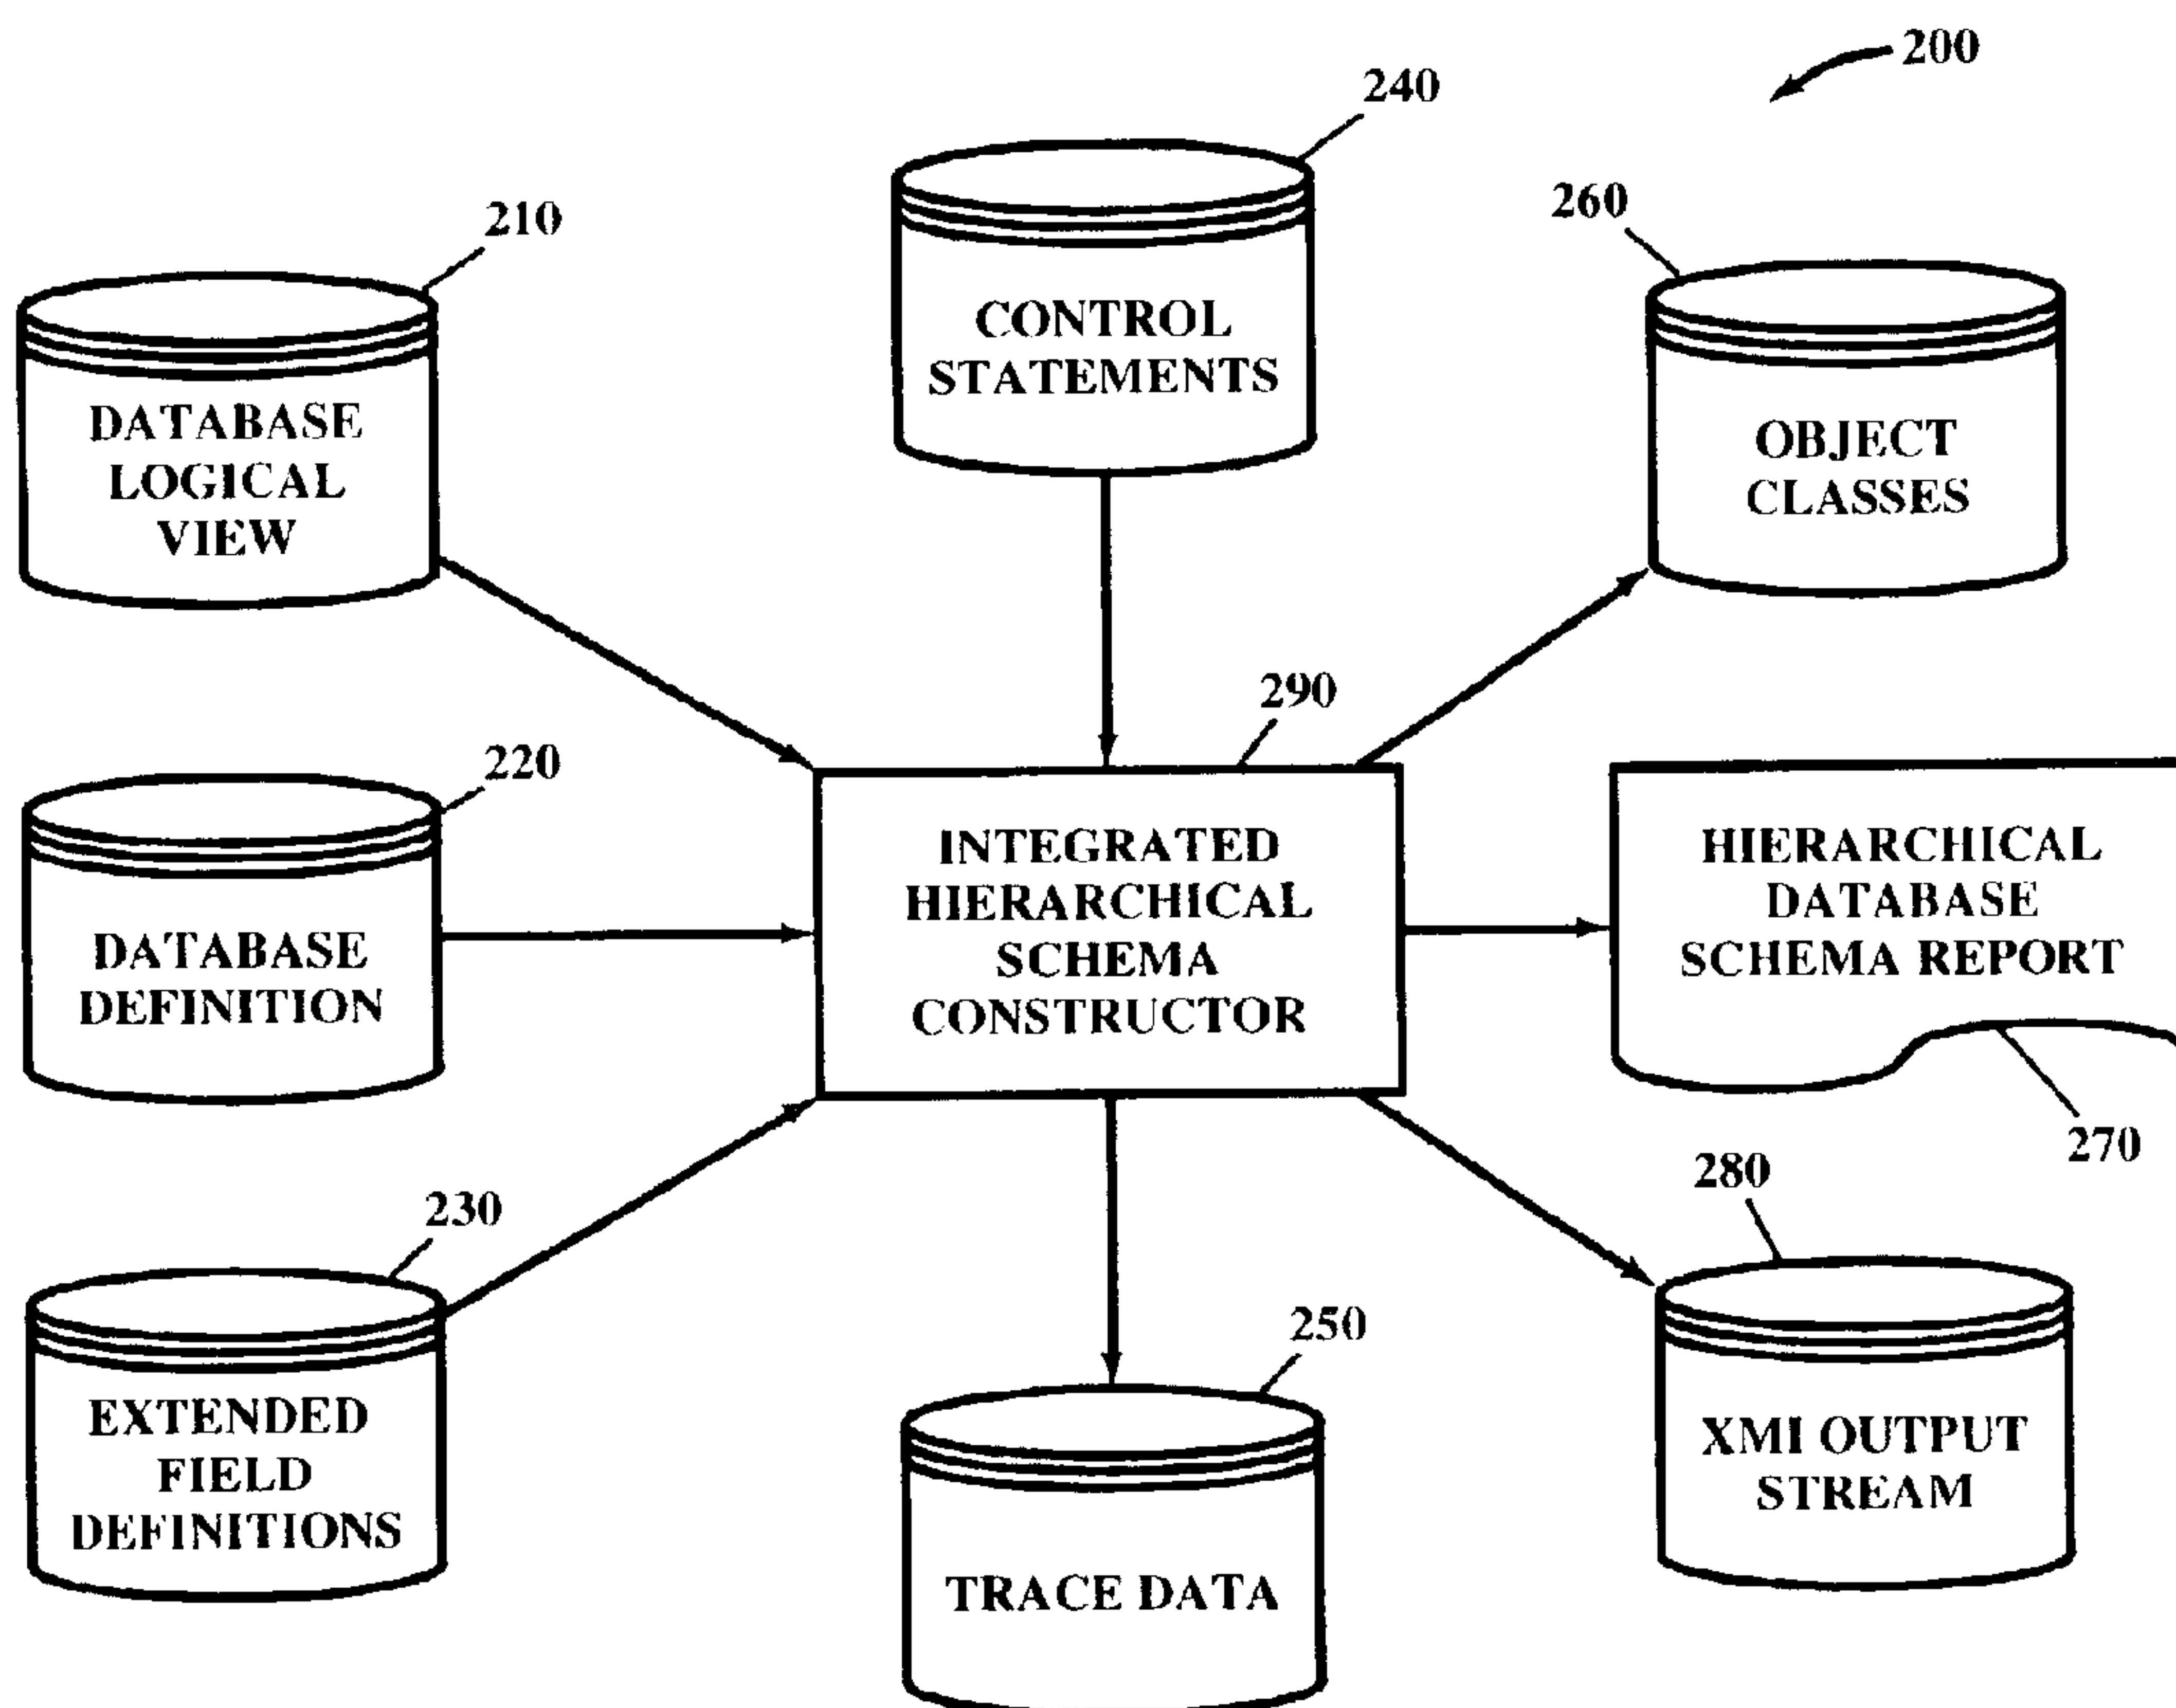 200
240
210
260
CONTROL
STATEMENTS
DATABASE
LOGICAL
VIEW
OBJECT
CLASSES
290
220
INTEGRATED
HIERARCHICAL
SCHEMA
CONSTRUCTOR
HIERARCHICAL
DATABASE
SCHEMA REPORT
DATABASE
DEFINITION
270
280
230
250
EXTENDED
FIELD
DEFINITIONS
XMI OUTPUT
STREAM
TRACE DATA